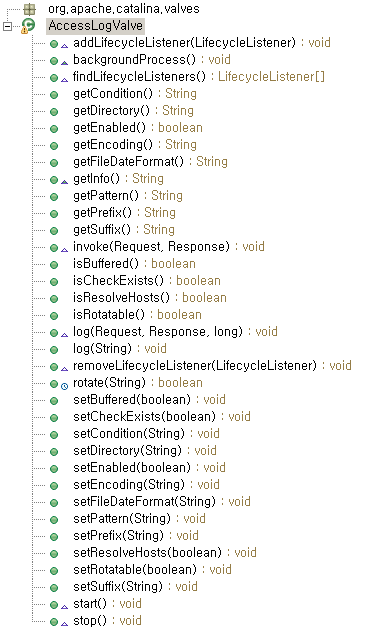 org.apache.catalina.valves
AccessLogValve
addLifecycleListener(LifecycleListener) : void
backgroundProcess() : void
findLifecycleListeners() : LifecycleListener[]
getCondition() : String
getDirectory() : String
getEnabled() : boolean
getEncoding() : String
getFileDateFormat() : String
getInfo() : String
getPattern() : String
getPrefix() : String
getSuffix() : String
invoke(Request, Response) : void
isBuffered() : boolean
isCheckExists() : boolean
isResolveHosts() : boolean
isRotatable() : boolean
log(Request, Response, long) : void
log(String) : void
removeLifecycleListener(LifecycleListener) : void
rotate(String) : boolean
setBuffered(boolean) : void
setCheckExists(boolean) : void
setCondition(String) : void
setDirectory(String) : void
setEnabled(boolean) : void
setEncoding(String) : void
setFileDateFormat(String) : void
setPattern(String) : void
setPrefix(String) : void
setResolveHosts(boolean) : void
setRotatable(boolean) : void
setSuffix(String) : void
start() : void
stop() : void